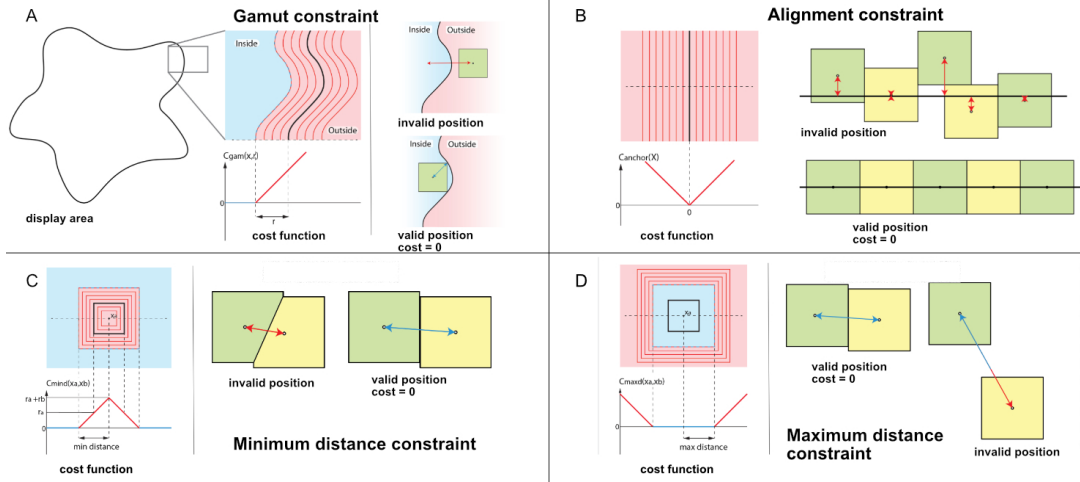 A
Gamut constraint
Inside
Outside
Cgam(x,r)
0
r
cost function
display area
Inside
Outside
invalid position
Inside
Outside
valid position
cost = 0
B
Alignment constraint
Canchor(X)
0
0
cost function
invalid position
valid position
cost = 0
C
xa
Cmind(xa,xb)
ra +rb
ra
0
min distance
cost function
invalid position
valid position
cost = 0
Minimum distance constraint
D
xa
Cmaxd(xa,xb)
0
max distance
cost function
valid position
cost = 0
Maximum distance
constraint
invalid position